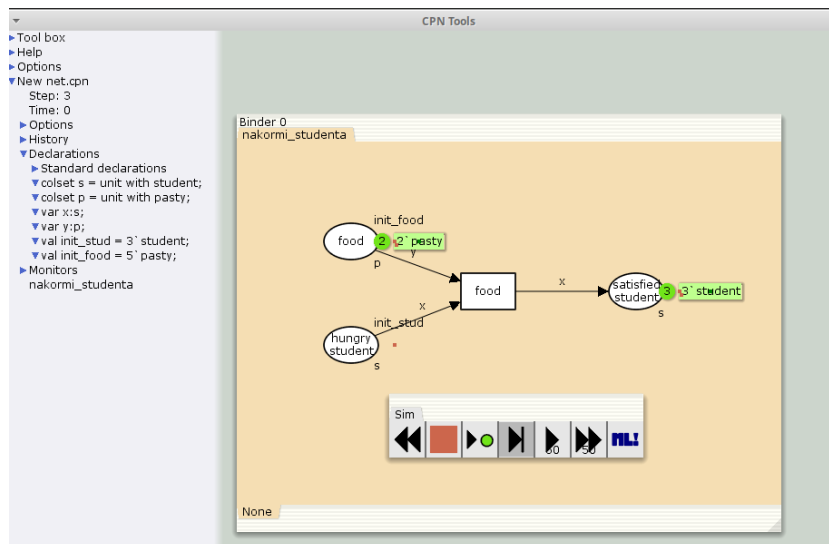 CPN Tools
Tool box
Help
Options
New net.cpn
Step: 3
Time: 0
Options
History
Declarations
Standard declarations
colset s = unit with student;
colset p = unit with pasty;
var x:s;
var y:p;
val init_stud = 3`student;
val init_food = 5`pasty;
Monitors
nakormi_studenta
Binder 0
nakormi_studenta
init_food
food
2
2`pasty
y
p
food
x
satisfied
student
3
3`student
s
x
init_stud
hungry
student
s
Sim
50
50
ML!
None